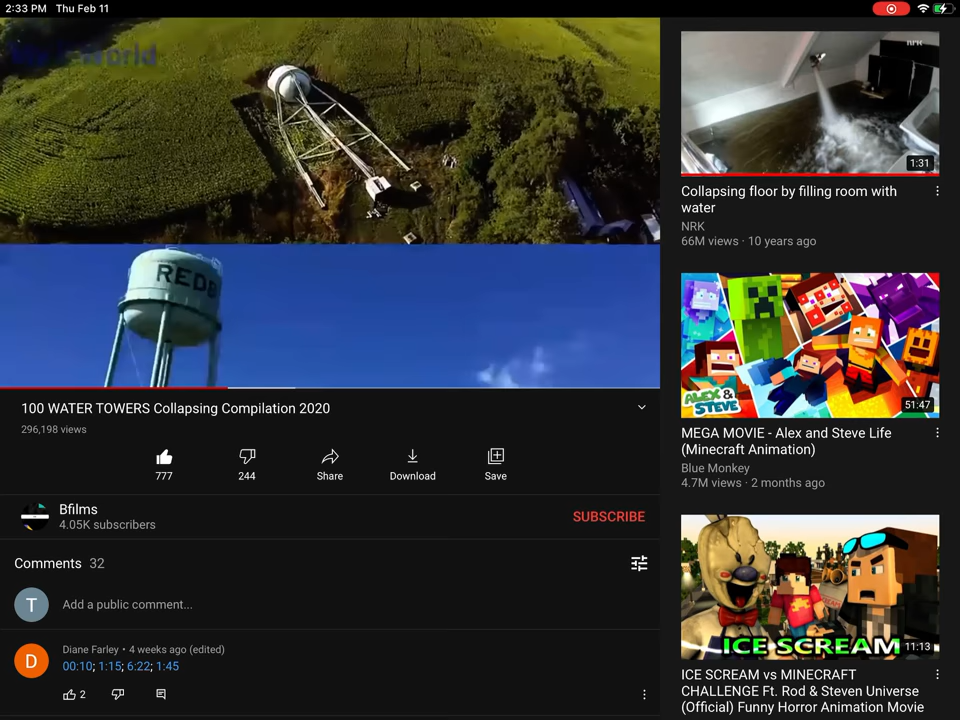 2:33 PM Thu Feb 11
My T World
REDB
100 WATER TOWERS Collapsing Compilation 2020
296,198 views
777
244
Share
Download
Save
Bfilms
4.05K subscribers
SUBSCRIBE
Comments 32
T
Add a public comment...
D
Diane Farley • 4 weeks ago (edited)
00:10; 1:15; 6:22; 1:45
2
NRK
1:31
Collapsing floor by filling room with
water
NRK
66M views · 10 years ago
ALEX &
STEVE
51:47
MEGA MOVIE - Alex and Steve Life
(Minecraft Animation)
Blue Monkey
4.7M views · 2 months ago
ICE SCREAM
11:13
ICE SCREAM vs MINECRAFT
CHALLENGE Ft. Rod & Steven Universe
(Official) Funny Horror Animation Movie